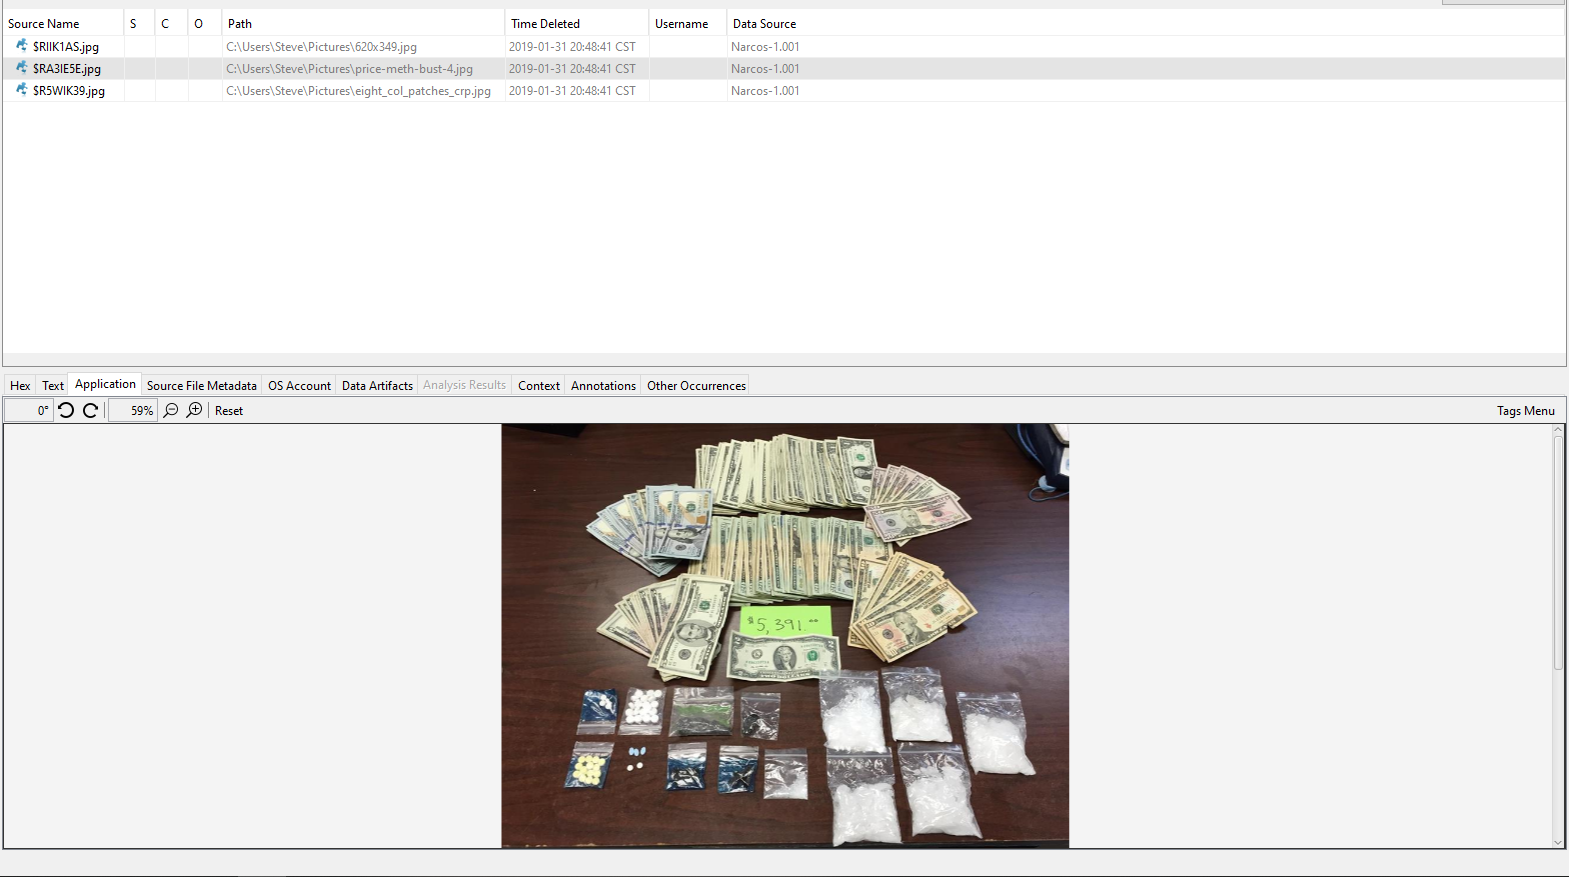 Source Name S C O Path Time Deleted Username Data Source
$RIIK1AS.jpg C:\Users\Steve\Pictures\620x349.jpg 2019-01-31 20:48:41 CST Narcos-1.001
$RA3IE5E.jpg C:\Users\Steve\Pictures\price-meth-bust-4.jpg 2019-01-31 20:48:41 CST Narcos-1.001
$R5WIK39.jpg C:\Users\Steve\Pictures\eight_col_patches_crp.jpg 2019-01-31 20:48:41 CST Narcos-1.001
Hex Text Application Source File Metadata OS Account Data Artifacts Analysis Results Context Annotations Other Occurrences
0° 59% Reset Tags Menu
$5,391.00